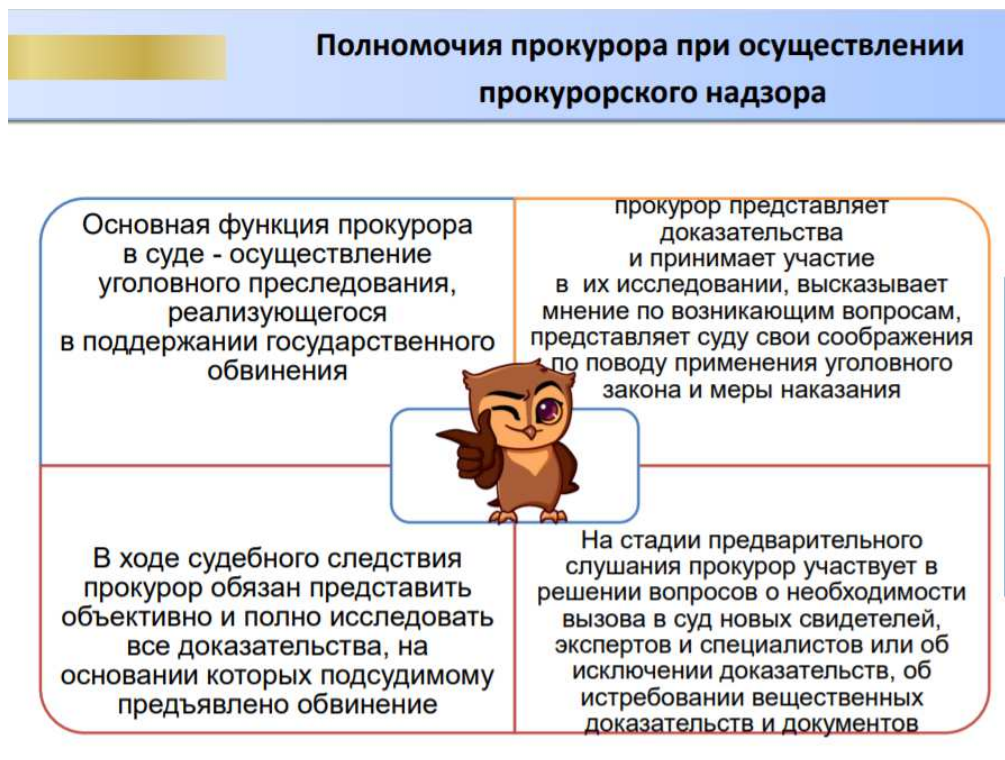 Полномочия прокурора при осуществлении
прокурорского надзора
Основная функция прокурора
в суде - осуществление
уголовного преследования,
реализующегося
в поддержании государственного
обвинения
прокурор представляет
доказательства
и принимает участие
в их исследовании, высказывает
мнение по возникающим вопросам,
представляет суду свои соображения
по поводу применения уголовного
закона и меры наказания
В ходе судебного следствия
прокурор обязан представить
объективно и полно исследовать
все доказательства, на
основании которых подсудимому
предъявлено обвинение
На стадии предварительного
слушания прокурор участвует в
решении вопросов о необходимости
вызова в суд новых свидетелей,
экспертов и специалистов или об
исключении доказательств, об
истребовании вещественных
доказательств и документов